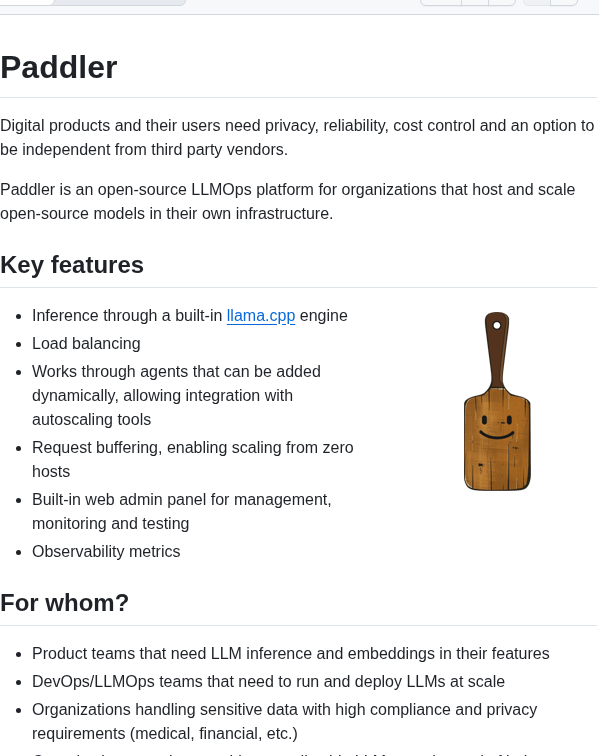 Paddler
Digital products and their users need privacy, reliability, cost control and an option to
be independent from third party vendors.
Paddler is an open-source LLMOps platform for organizations that host and scale
open-source models in their own infrastructure.
Key features
Inference through a built-in llama.cpp engine
Load balancing
Works through agents that can be added
dynamically, allowing integration with
autoscaling tools
Request buffering, enabling scaling from zero
hosts
Built-in web admin panel for management,
monitoring and testing
Observability metrics
For whom?
Product teams that need LLM inference and embeddings in their features
DevOps/LLMOps teams that need to run and deploy LLMs at scale
Organizations handling sensitive data with high compliance and privacy
requirements (medical, financial, etc.)